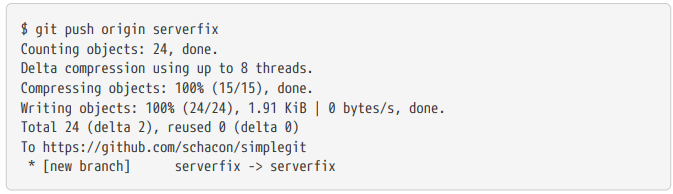 $ git push origin serverfix
Counting objects: 24, done.
Delta compression using up to 8 threads.
Compressing objects: 100% (15/15), done.
Writing objects: 100% (24/24), 1.91 KiB | 0 bytes/s, done.
Total 24 (delta 2), reused 0 (delta 0)
To https://github.com/schacon/simplegit
 * [new branch]      serverfix -> serverfix